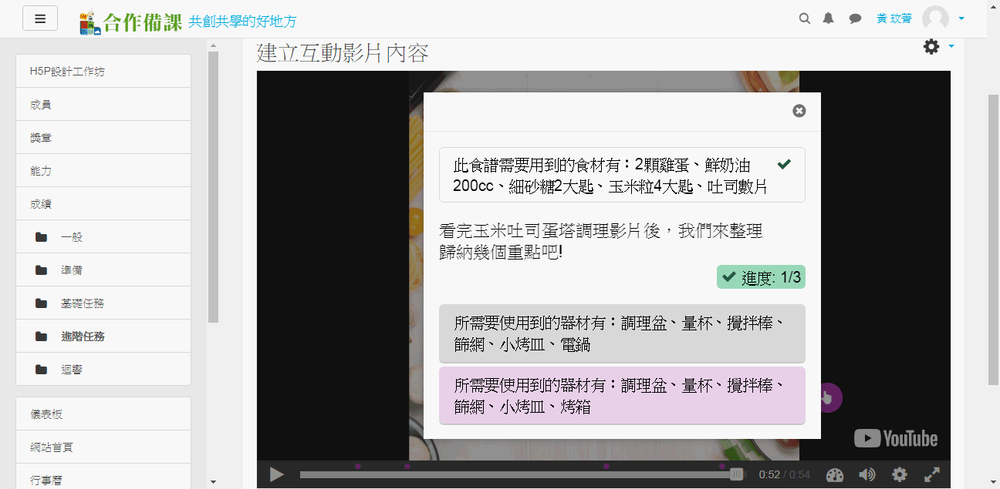 合作備課 共創共學的好地方
黃 玟菁
H5P設計工作坊
成員
獎章
能力
成績
一般
準備
基礎任務
進階任務
迴響
儀表板
網站首頁
行事曆
建立互動影片內容
此食譜需要用到的食材有：2顆雞蛋、鮮奶油
200cc、細砂糖2大匙、玉米粒4大匙、吐司數片
看完玉米吐司蛋塔調理影片後，我們來整理
歸納幾個重點吧!
進度: 1/3
所需要使用到的器材有：調理盆、量杯、攪拌棒、
篩網、小烤皿、電鍋
所需要使用到的器材有：調理盆、量杯、攪拌棒、
篩網、小烤皿、烤箱
YouTube
0:52 / 0:54